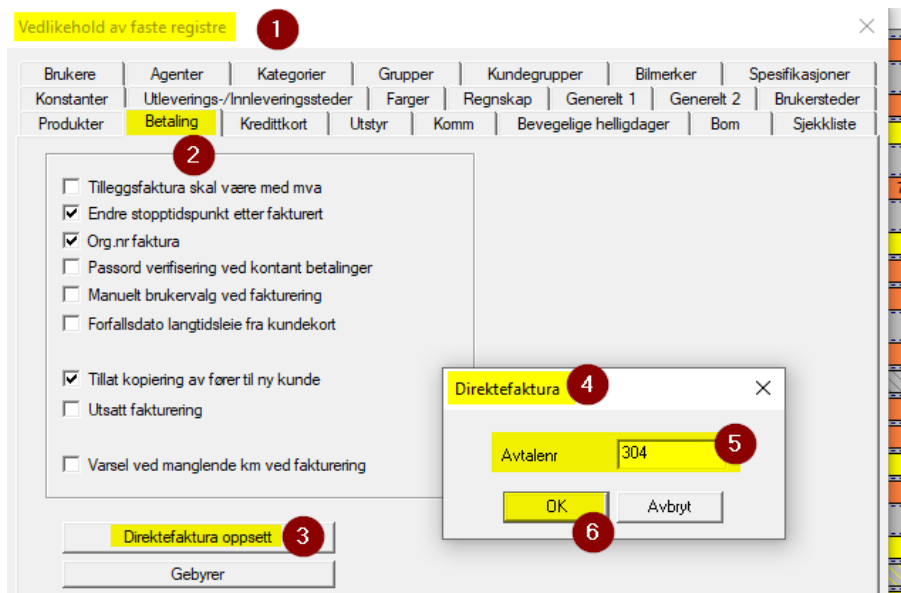 Vedlikehold av faste registre
1
Brukere Agenter Kategorier Grupper Kundegrupper Bilmerker Spesifikasjoner
Konstanter Utleverings-/Innleveringssteder Farger Regnskap Generelt 1 Generelt 2 Brukersteder
Produkter Betaling Kredittkort Utstyr Komm Bevegelige helligdager Bom Sjekkliste
2
Tilleggsfaktura skal være med mva
Endre stopptidspunkt etter fakturert
Org.nr faktura
Passord verifisering ved kontant betalinger
Manuelt brukervalg ved fakturering
Forfallsdato langtidsleie fra kundekort
Tillat kopiering av fører til ny kunde
Utsatt fakturering
Varsel ved manglende km ved fakturering
Direktefaktura oppsett 3
Gebyrer
Direktefaktura 4
Avtalenr 304 5
OK Avbryt
6